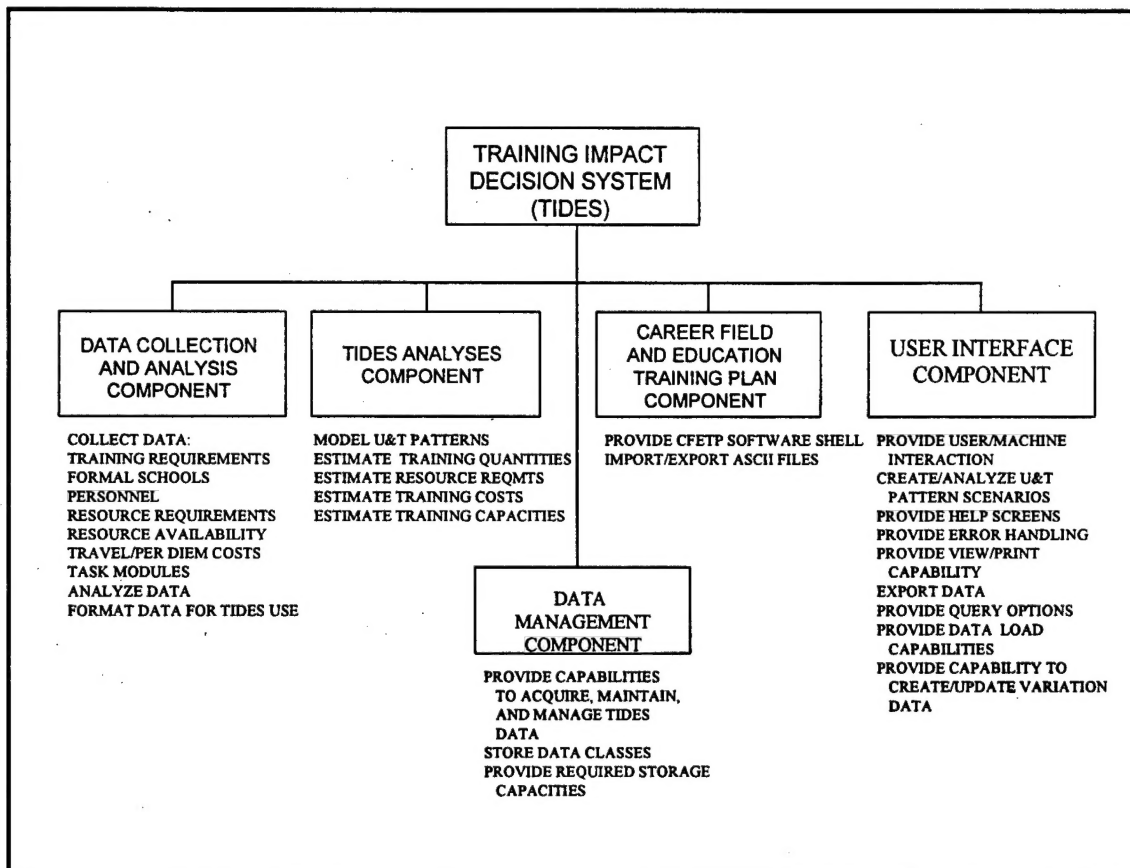 TRAINING IMPACT
DECISION SYSTEM
(TIDES)
DATA COLLECTION
AND ANALYSIS
COMPONENT
COLLECT DATA:
TRAINING REQUIREMENTS
FORMAL SCHOOLS
PERSONNEL
RESOURCE REQUIREMENTS
RESOURCE AVAILABILITY
TRAVEL/PER DIEM COSTS
TASK MODULES
ANALYZE DATA
FORMAT DATA FOR TIDES USE
TIDES ANALYSES
COMPONENT
MODEL U&T PATTERNS
ESTIMATE TRAINING QUANTITIES
ESTIMATE RESOURCE REQMTS
ESTIMATE TRAINING COSTS
ESTIMATE TRAINING CAPACITIES
DATA
MANAGEMENT
COMPONENT
PROVIDE CAPABILITIES
TO ACQUIRE, MAINTAIN,
AND MANAGE TIDES
DATA
STORE DATA CLASSES
PROVIDE REQUIRED STORAGE
CAPACITIES
CAREER FIELD
AND EDUCATION
TRAINING PLAN
COMPONENT
PROVIDE CFETP SOFTWARE SHELL
IMPORT/EXPORT ASCII FILES
USER INTERFACE
COMPONENT
PROVIDE USER/MACHINE
INTERACTION
CREATE/ANALYZE U&T
PATTERN SCENARIOS
PROVIDE HELP SCREENS
PROVIDE ERROR HANDLING
PROVIDE VIEW/PRINT
CAPABILITY
EXPORT DATA
PROVIDE QUERY OPTIONS
PROVIDE DATA LOAD
CAPABILITIES
PROVIDE CAPABILITY TO
CREATE/UPDATE VARIATION
DATA